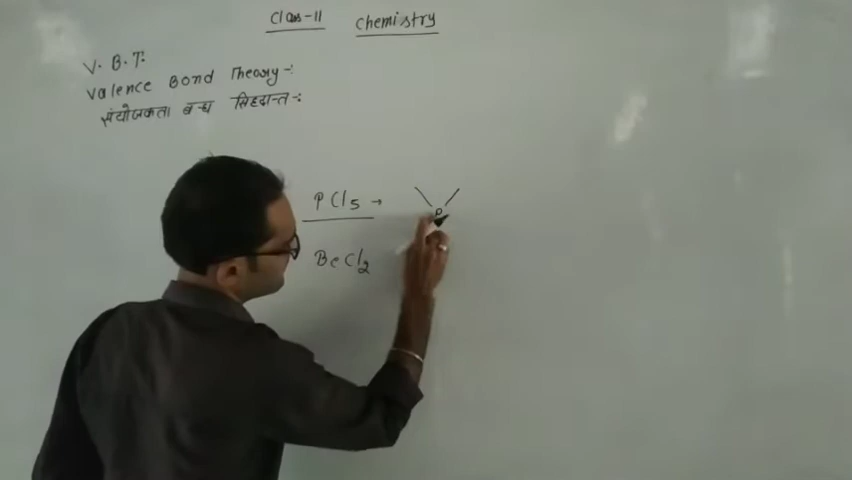 Class-11 Chemistry
V. B. T:
Valence Bond Theory-:
संयोजकता बन्ध सिद्दान्त-:
PCl5 →
P
BeCl2